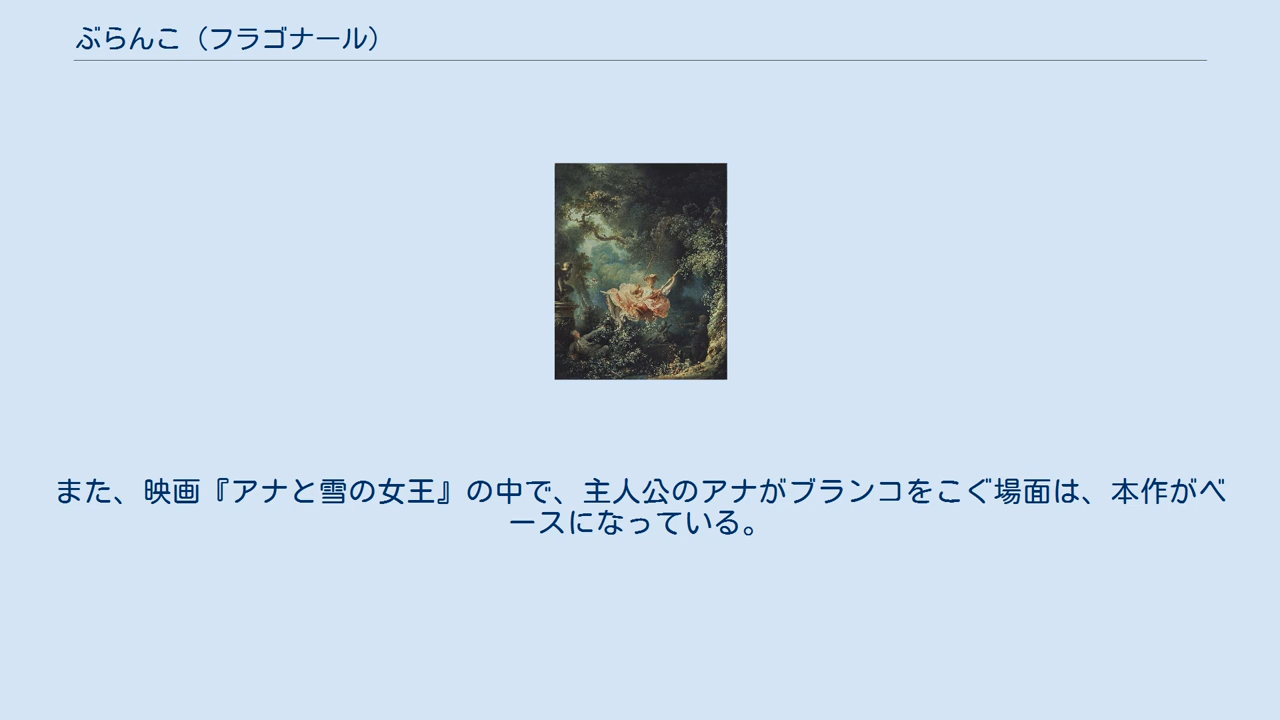 ぶらんこ（フラゴナール）
また、映画『アナと雪の女王』の中で、主人公のアナがブランコをこぐ場面は、本作がベ
ースになっている。